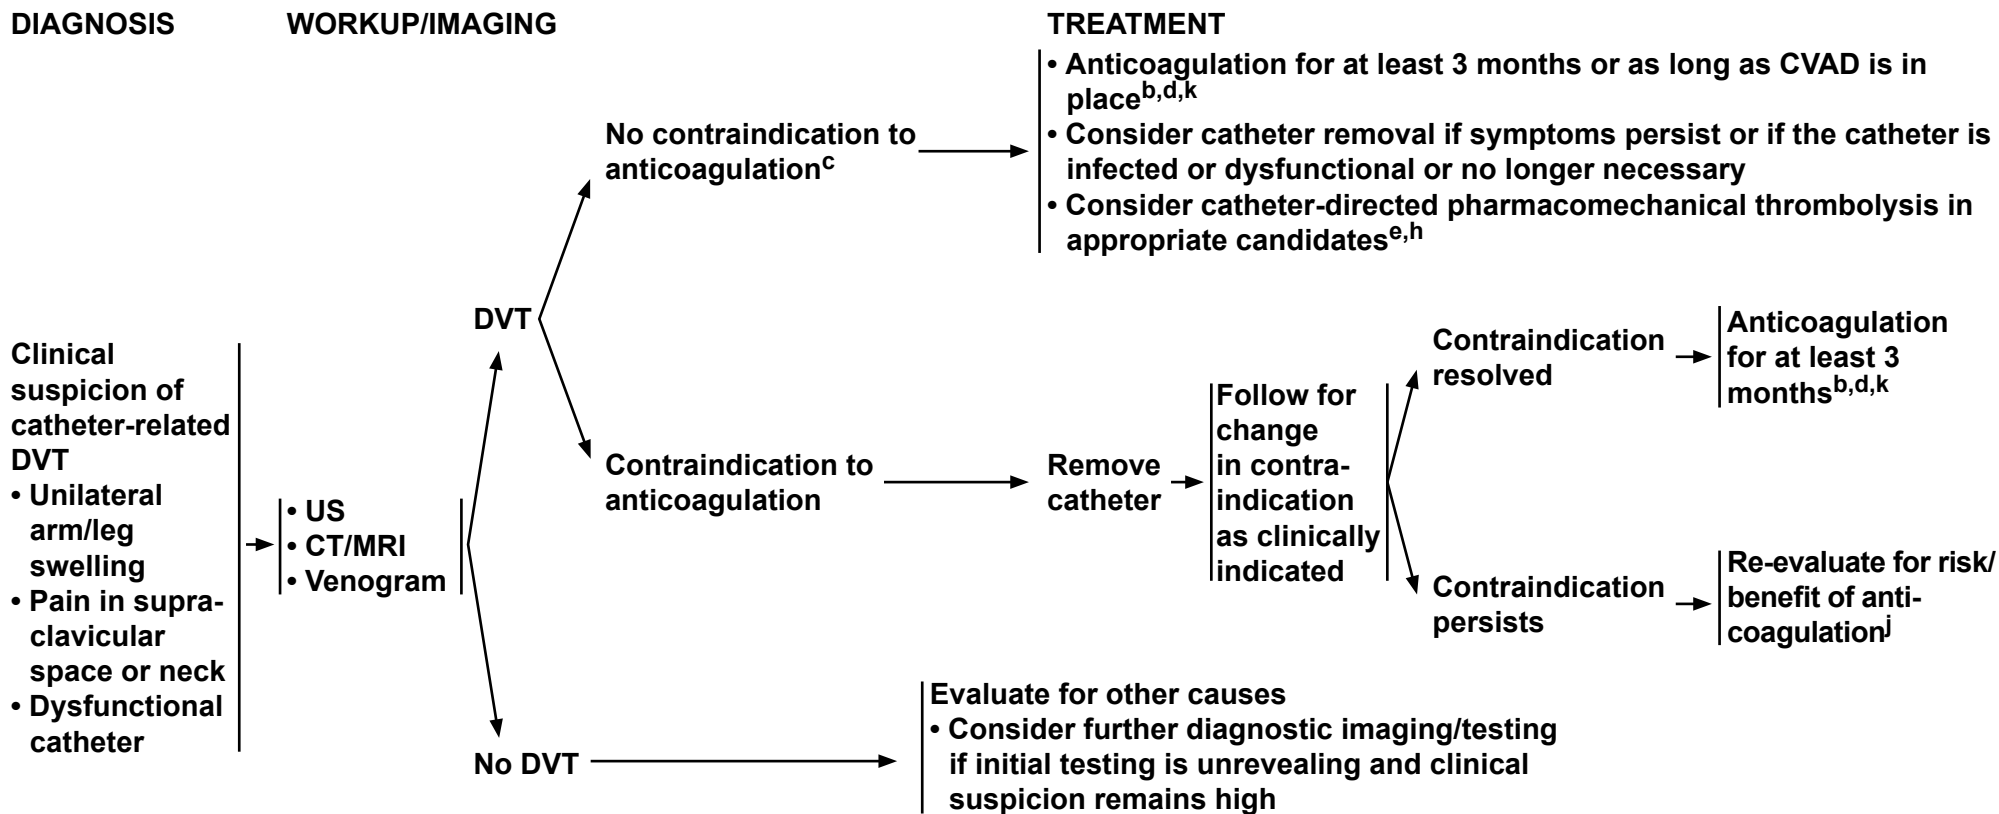 DIAGNOSIS
WORKUP/IMAGING
TREATMENT
Clinical
suspicion of
catheter-related
DVT
• Unilateral
arm/leg
swelling
• Pain in supra-
clavicular
space or neck
• Dysfunctional
catheter
• US
• CT/MRI
• Venogram
DVT
No contraindication to
anticoagulationᶜ
• Anticoagulation for at least 3 months or as long as CVAD is in
placeᵇ,ᵈ,ᵏ
• Consider catheter removal if symptoms persist or if the catheter is
infected or dysfunctional or no longer necessary
• Consider catheter-directed pharmacomechanical thrombolysis in
appropriate candidatesᵉ,ʰ
Contraindication to
anticoagulation
Remove
catheter
Follow for
change
in contra-
indication
as clinically
indicated
Contraindication
resolved
Anticoagulation
for at least 3
monthsᵇ,ᵈ,ᵏ
Contraindication
persists
Re-evaluate for risk/
benefit of anti-
coagulationʲ
No DVT
Evaluate for other causes
• Consider further diagnostic imaging/testing
if initial testing is unrevealing and clinical
suspicion remains high